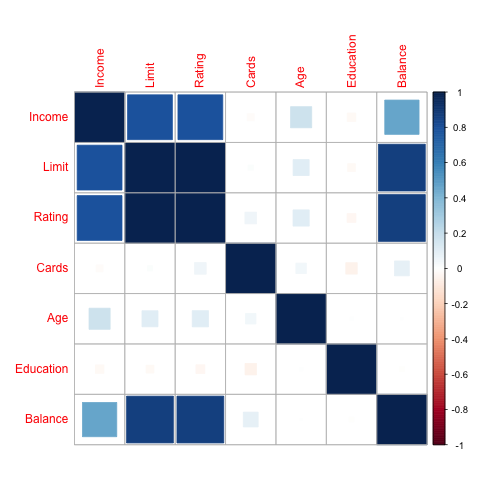 Income
Limit
Rating
Cards
Age
Education
Balance
Income
Limit
Rating
Cards
Age
Education
Balance
1
0.8
0.6
0.4
0.2
0
-0.2
-0.4
-0.6
-0.8
-1